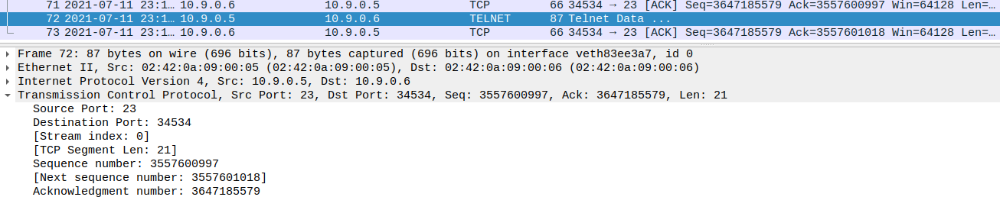 71 2021-07-11 23:1… 10.9.0.6 10.9.0.5 TCP 66 34534 → 23 [ACK] Seq=3647185579 Ack=3557600997 Win=64128 Len=…
72 2021-07-11 23:1… 10.9.0.5 10.9.0.6 TELNET 87 Telnet Data ...
73 2021-07-11 23:1… 10.9.0.6 10.9.0.5 TCP 66 34534 → 23 [ACK] Seq=3647185579 Ack=3557601018 Win=64128 Len=…
Frame 72: 87 bytes on wire (696 bits), 87 bytes captured (696 bits) on interface veth83ee3a7, id 0
Ethernet II, Src: 02:42:0a:09:00:05 (02:42:0a:09:00:05), Dst: 02:42:0a:09:00:06 (02:42:0a:09:00:06)
Internet Protocol Version 4, Src: 10.9.0.5, Dst: 10.9.0.6
Transmission Control Protocol, Src Port: 23, Dst Port: 34534, Seq: 3557600997, Ack: 3647185579, Len: 21
Source Port: 23
Destination Port: 34534
[Stream index: 0]
[TCP Segment Len: 21]
Sequence number: 3557600997
[Next sequence number: 3557601018]
Acknowledgment number: 3647185579